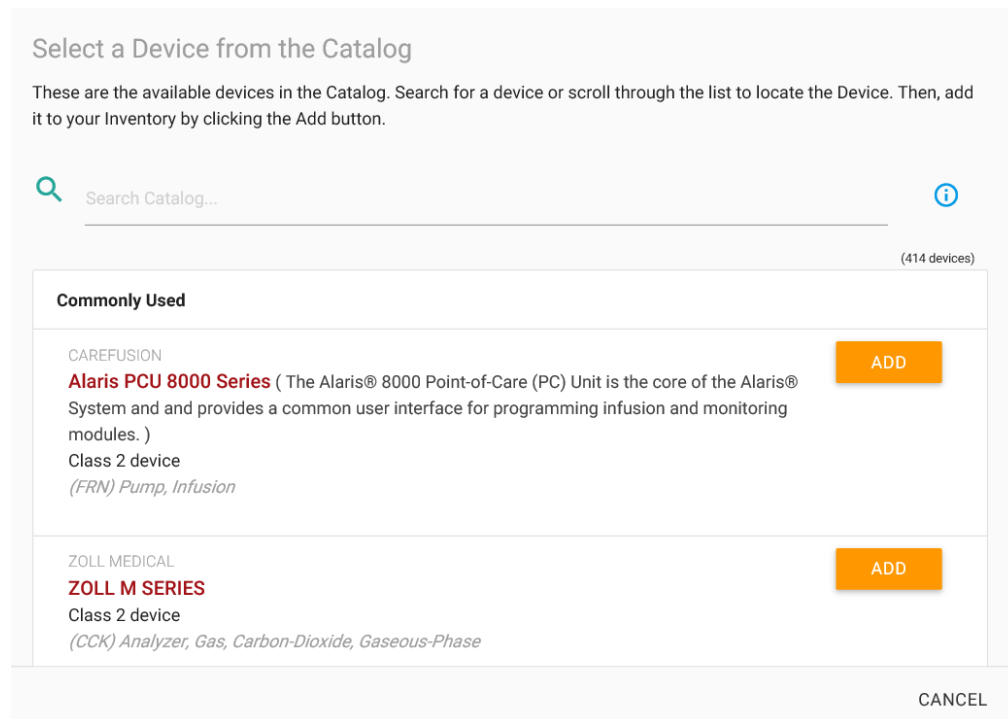 Select a Device from the Catalog
These are the available devices in the Catalog. Search for a device or scroll through the list to locate the Device. Then, add
it to your Inventory by clicking the Add button.
Search Catalog...
(414 devices)
Commonly Used
CAREFUSION
ADD
Alaris PCU 8000 Series ( The Alaris® 8000 Point-of-Care (PC) Unit is the core of the Alaris®
System and and provides a common user interface for programming infusion and monitoring
modules. )
Class 2 device
(FRN) Pump, Infusion
ZOLL MEDICAL
ADD
ZOLL M SERIES
Class 2 device
(CCK) Analyzer, Gas, Carbon-Dioxide, Gaseous-Phase
CANCEL